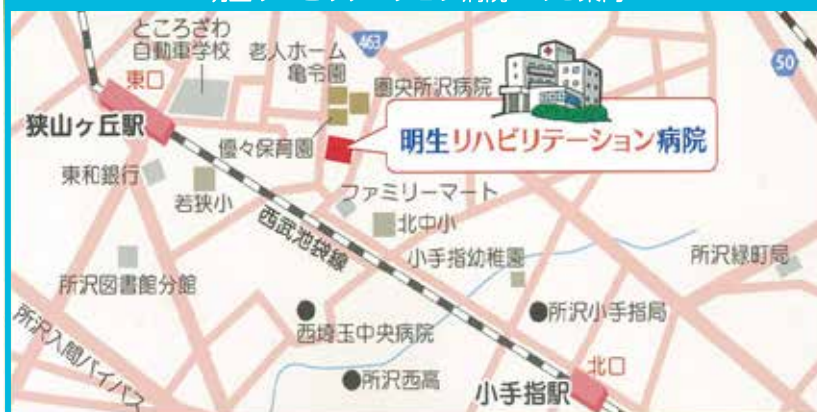 ところざわ
自動車学校
老人ホーム
亀令園
463
50
東口
圏央所沢病院
狭山ヶ丘駅
優々保育園
明生リハビリテーション病院
東和銀行
若狭小
ファミリーマート
北中小
西武池袋線
小手指幼稚園
所沢緑町局
所沢図書館分館
所沢入間バイパス
西埼玉中央病院
所沢小手指局
所沢西高
北口
小手指駅